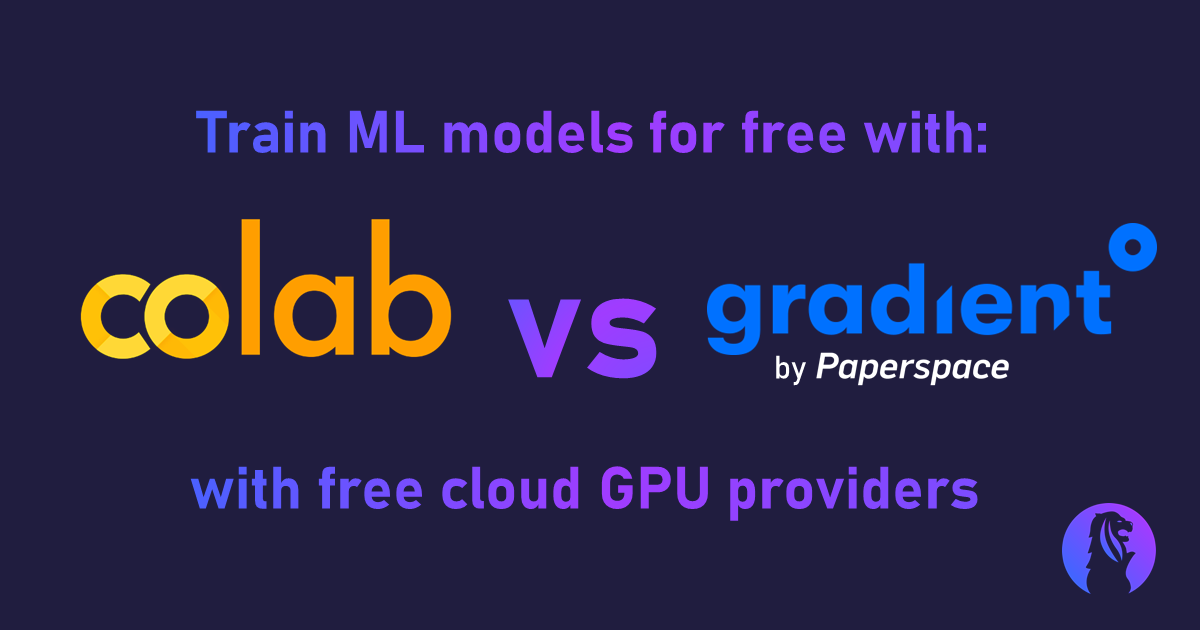 Train ML models for free with:
colab vs gradient
by Paperspace
with free cloud GPU providers